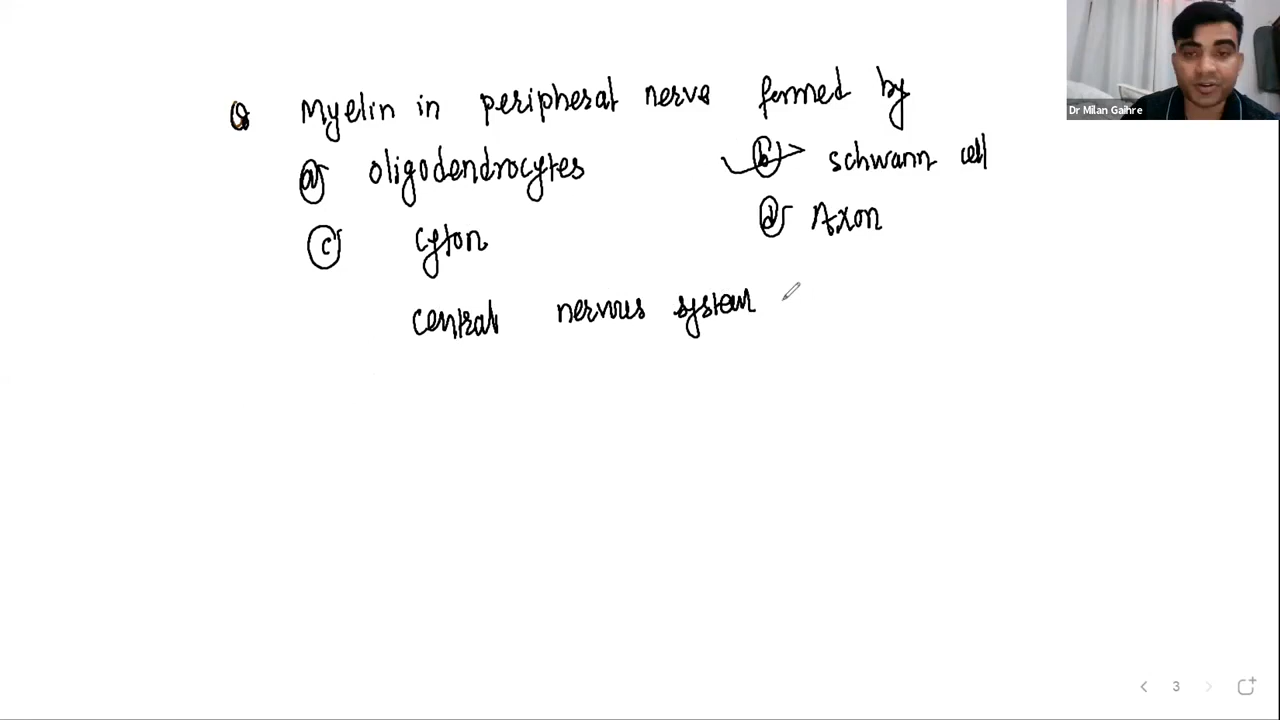 Q Myelin in peripheral nerve formed by
a oligodendrocytes b schwann cell
c cyton d Axon
central nervous system
Dr Milan Gaihre
3